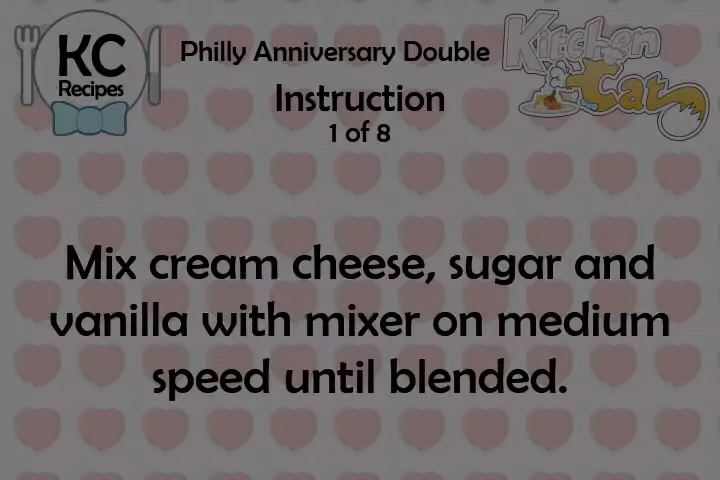 KC
Recipes
Philly Anniversary Double
Kitchen
Cat
Instruction
1 of 8
Mix cream cheese, sugar and
vanilla with mixer on medium
speed until blended.